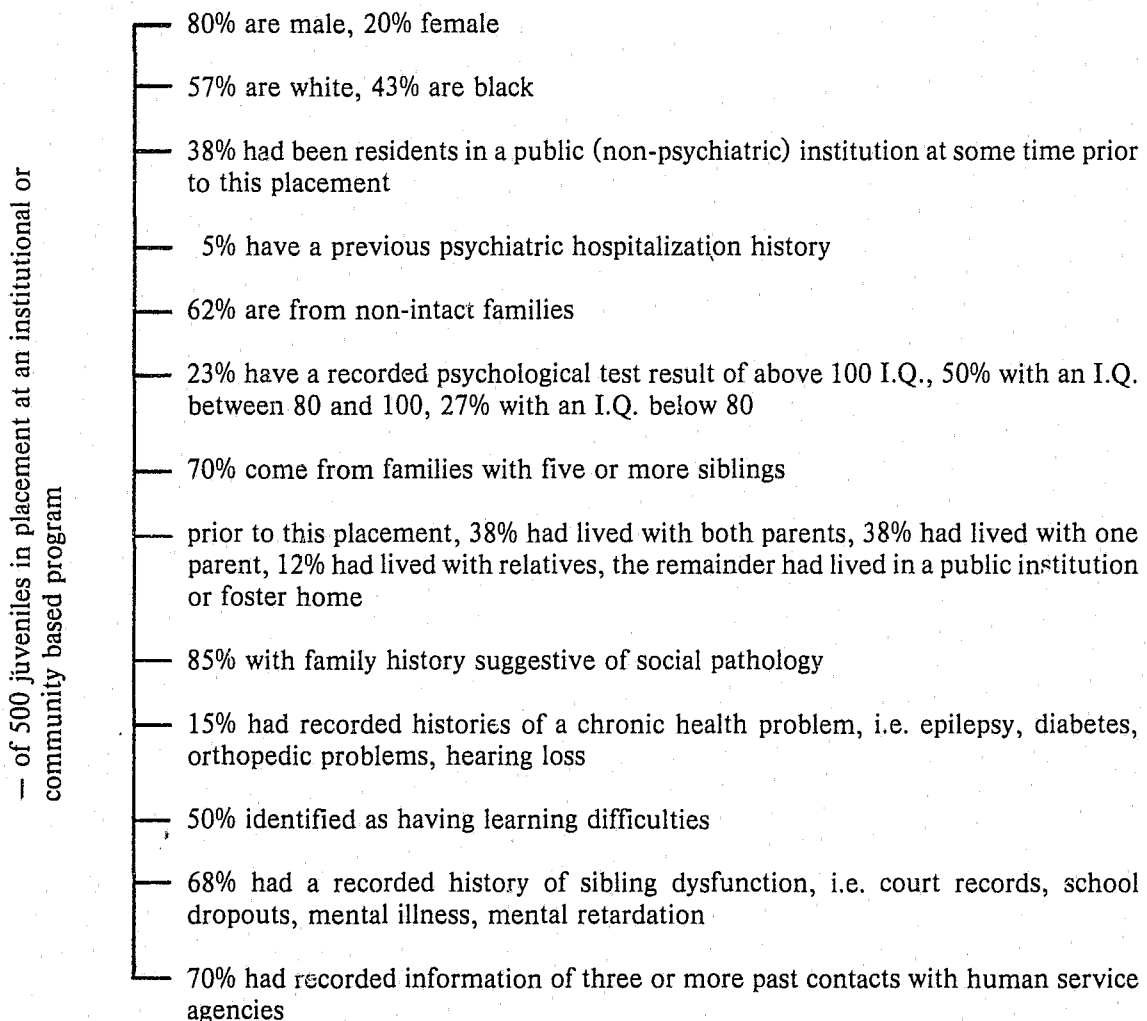 — of 500 juveniles in placement at an institutional or
community based program
80% are male, 20% female
57% are white, 43% are black
38% had been residents in a public (non-psychiatric) institution at some time prior
to this placement
5% have a previous psychiatric hospitalization history
62% are from non-intact families
23% have a recorded psychological test result of above 100 I.Q., 50% with an I.Q.
between 80 and 100, 27% with an I.Q. below 80
70% come from families with five or more siblings
prior to this placement, 38% had lived with both parents, 38% had lived with one
parent, 12% had lived with relatives, the remainder had lived in a public institution
or foster home
85% with family history suggestive of social pathology
15% had recorded histories of a chronic health problem, i.e. epilepsy, diabetes,
orthopedic problems, hearing loss
50% identified as having learning difficulties
68% had a recorded history of sibling dysfunction, i.e. court records, school
dropouts, mental illness, mental retardation
70% had recorded information of three or more past contacts with human service
agencies